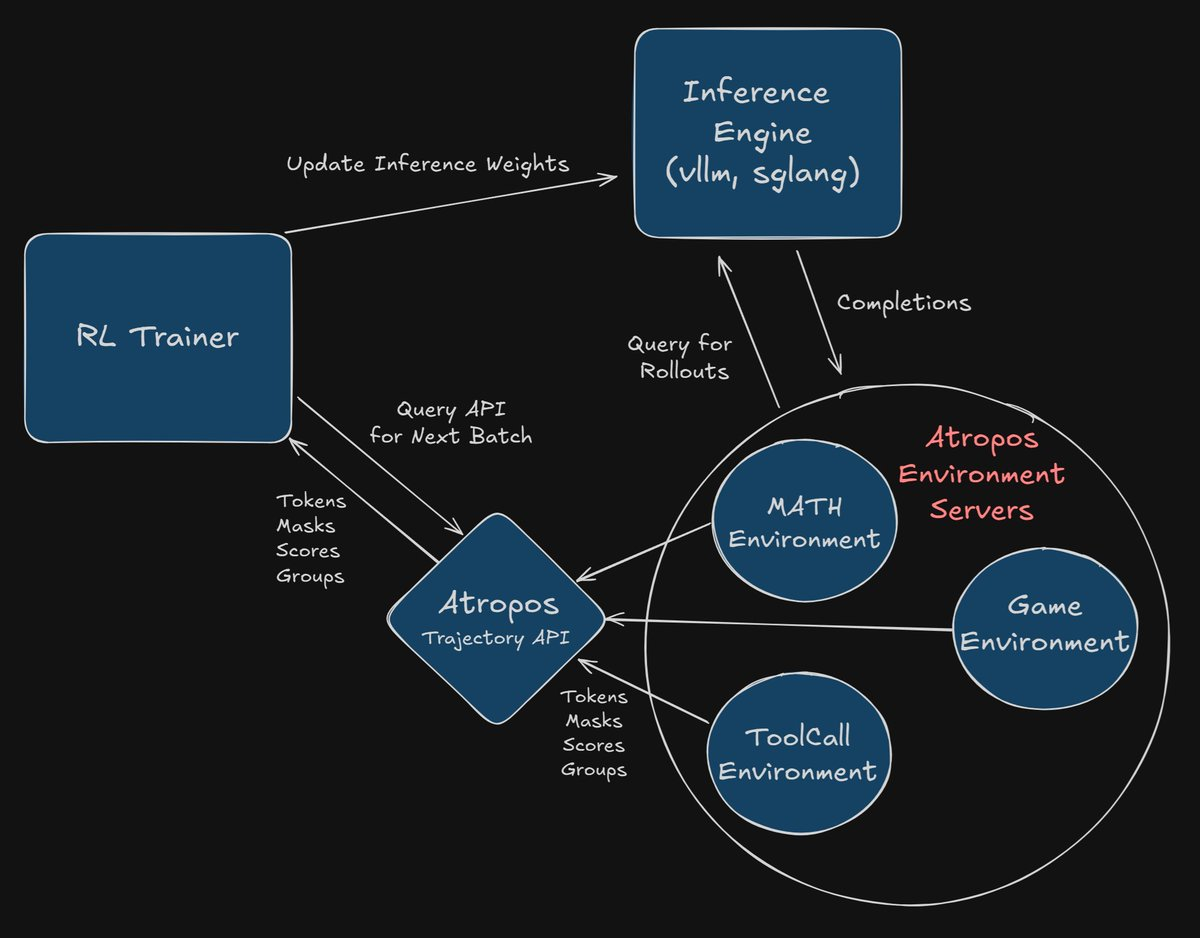 Inference
Engine
(vllm, sglang)
Update Inference Weights
RL Trainer
Completions
Query for
Rollouts
Query API
for Next Batch
Atropos
Environment
Servers
MATH
Environment
Tokens
Masks
Scores
Groups
Atropos
Trajectory API
Game
Environment
Tokens
Masks
Scores
Groups
ToolCall
Environment